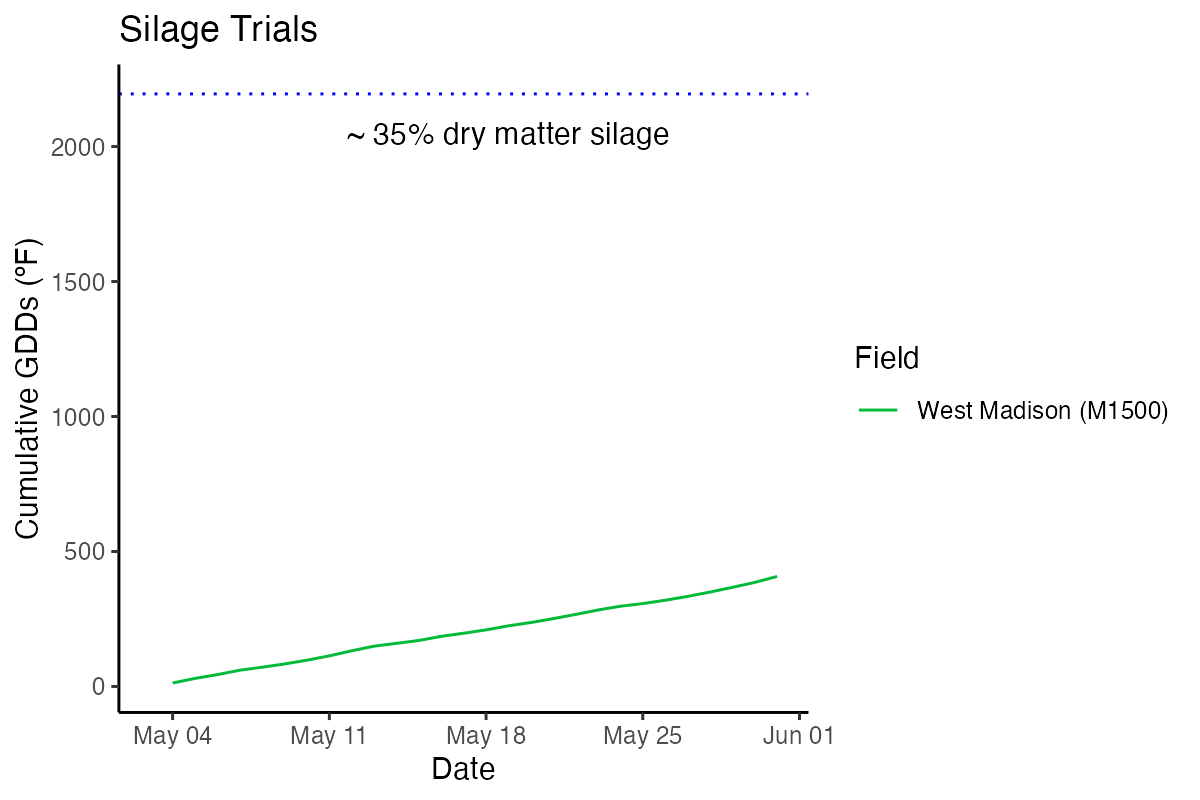 Silage Trials
~ 35% dry matter silage
2000
1500
1000
500
0
Cumulative GDDs (°F)
May 04
May 11
May 18
May 25
Jun 01
Date
Field
West Madison (M1500)